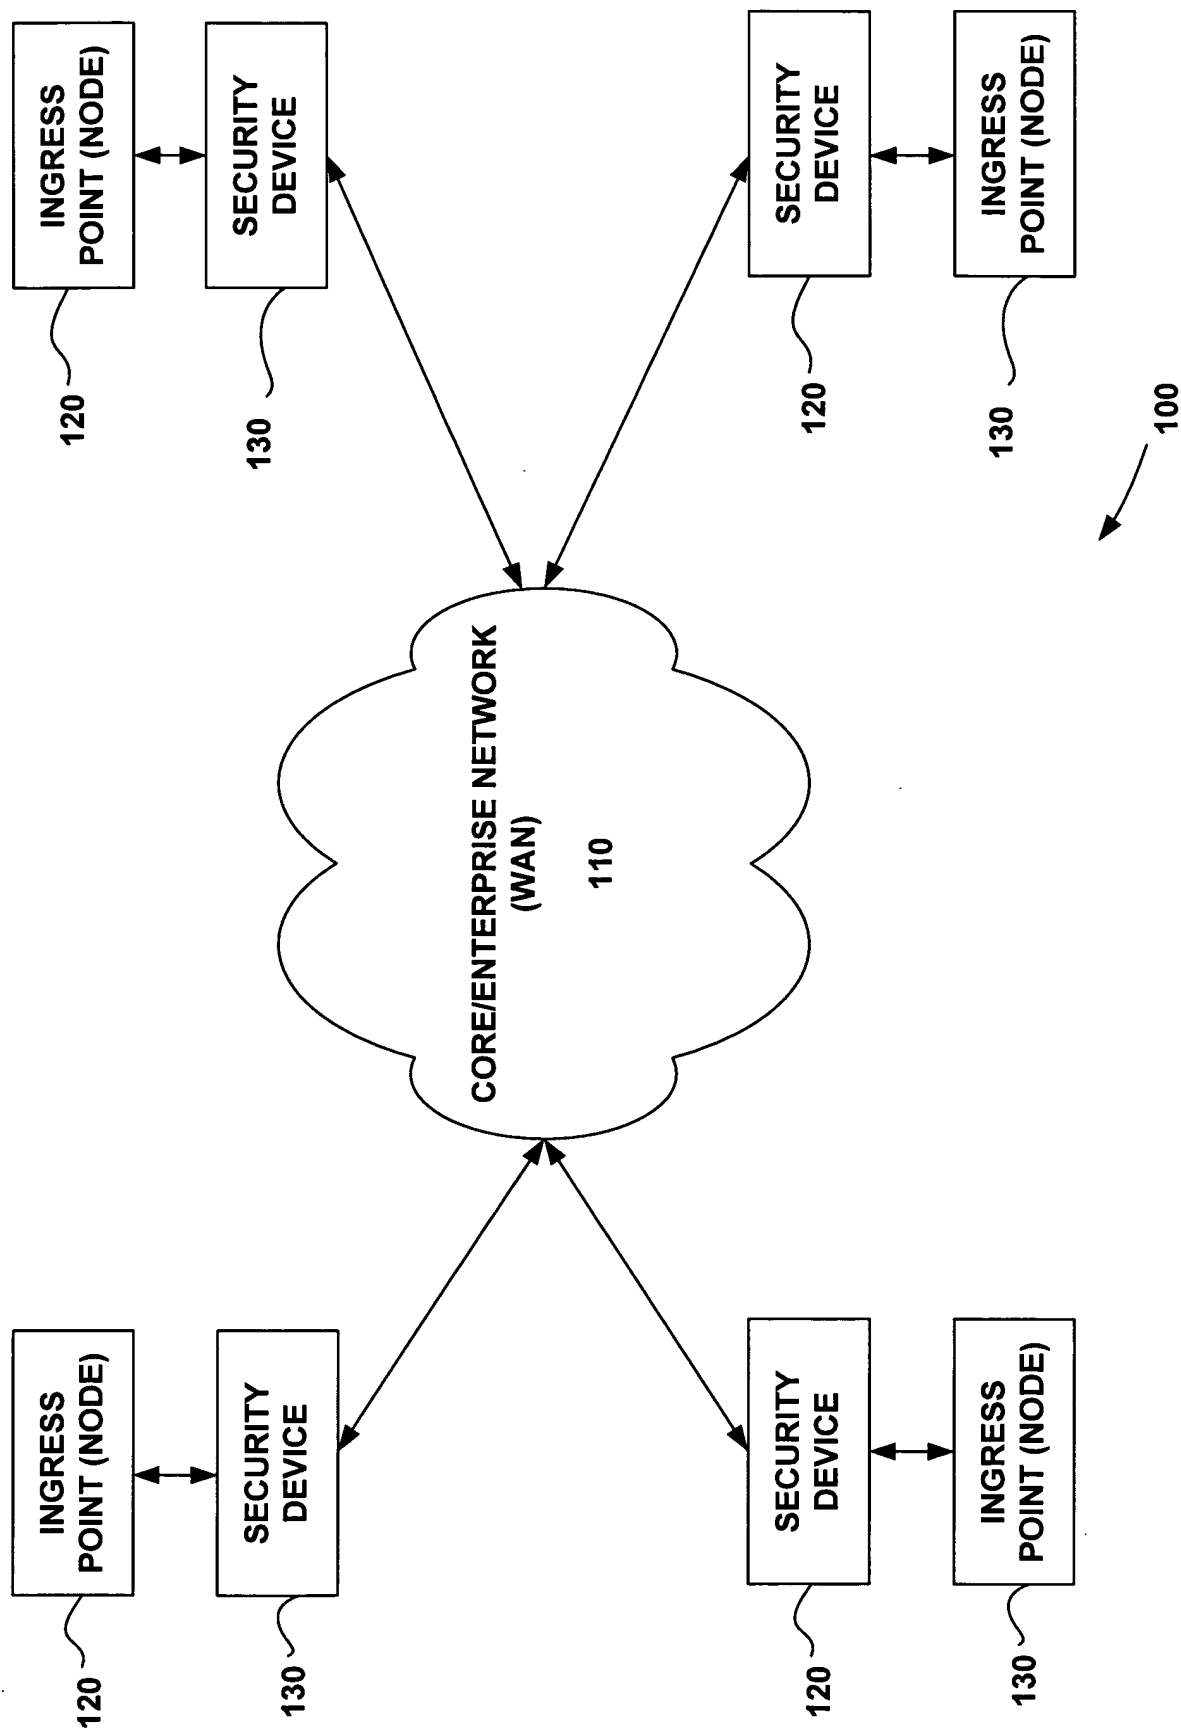 INGRESS
POINT (NODE)
120
SECURITY
DEVICE
130
INGRESS
POINT (NODE)
120
SECURITY
DEVICE
130
CORE/ENTERPRISE NETWORK
(WAN)
110
SECURITY
DEVICE
120
INGRESS
POINT (NODE)
130
SECURITY
DEVICE
120
INGRESS
POINT (NODE)
130
100